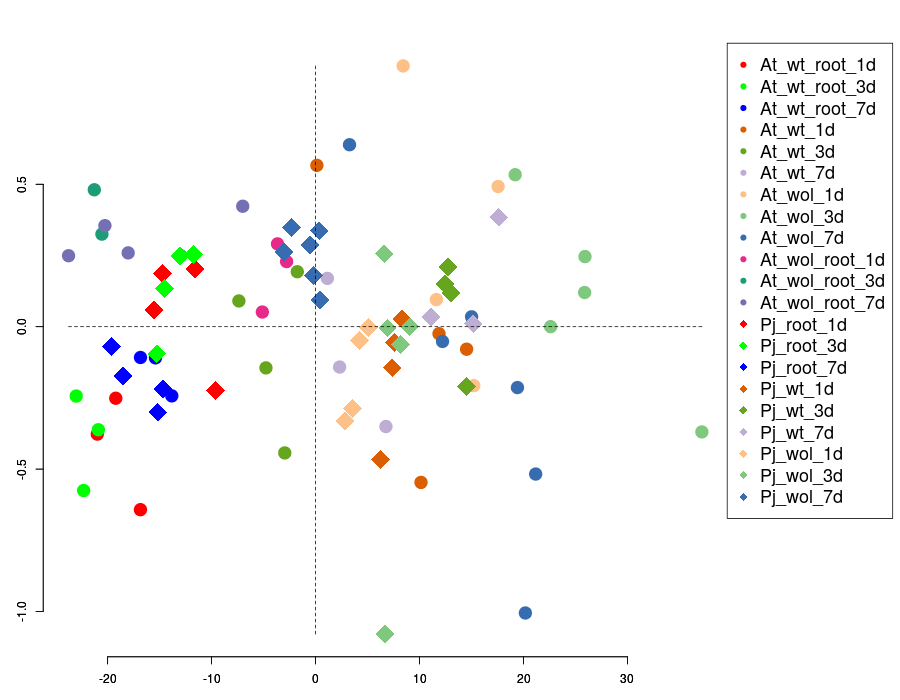 At_wt_root_1d
At_wt_root_3d
At_wt_root_7d
At_wt_1d
At_wt_3d
At_wt_7d
At_wol_1d
At_wol_3d
At_wol_7d
At_wol_root_1d
At_wol_root_3d
At_wol_root_7d
Pj_root_1d
Pj_root_3d
Pj_root_7d
Pj_wt_1d
Pj_wt_3d
Pj_wt_7d
Pj_wol_1d
Pj_wol_3d
Pj_wol_7d
0.5
0.0
-0.5
-1.0
-20 -10 0 10 20 30